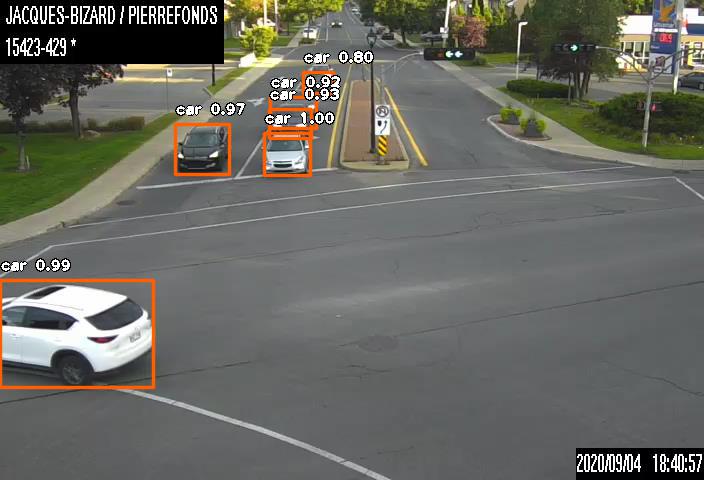 JACQUES-BIZARD / PIERREFONDS
15423-429 *
car 0.80
car 0.92
car 0.93
car 0.97
car 1.00
car 0.99
2020/09/04 18:40:57